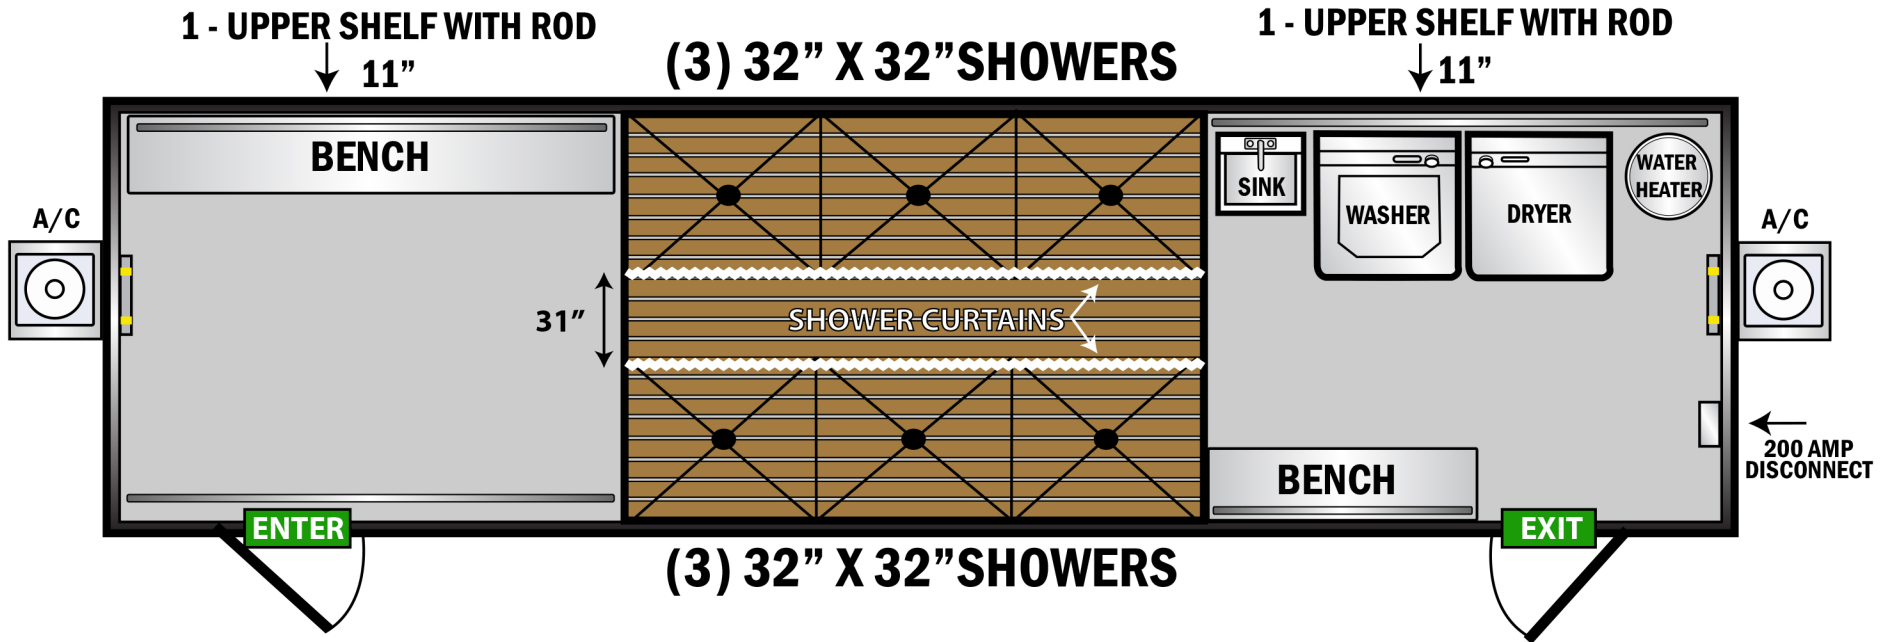 1 - UPPER SHELF WITH ROD
11”
(3) 32” X 32”SHOWERS
1 - UPPER SHELF WITH ROD
11”
BENCH
SINK
WASHER
DRYER
WATER
HEATER
A/C
A/C
31”
SHOWER CURTAINS
200 AMP
DISCONNECT
BENCH
ENTER
EXIT
(3) 32” X 32”SHOWERS